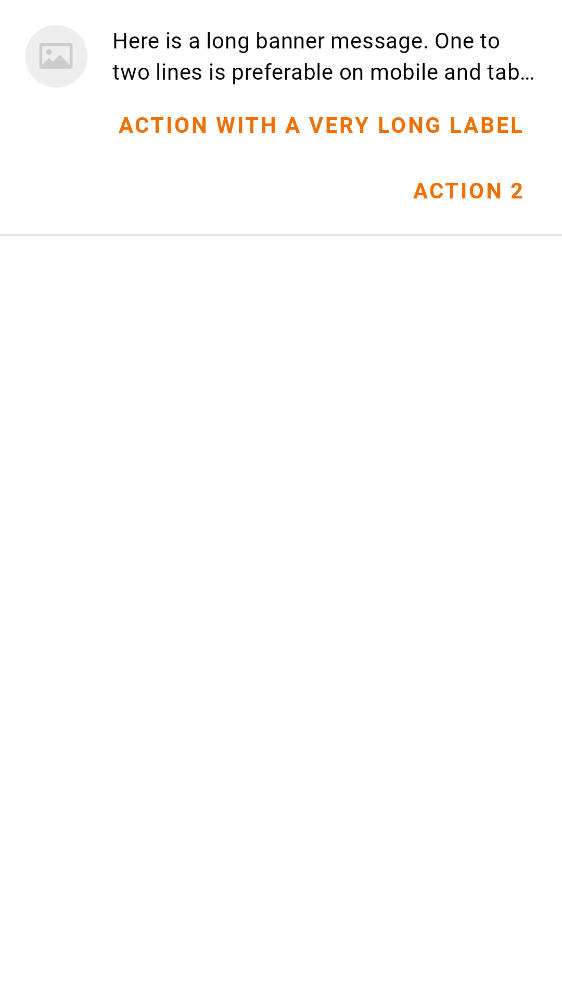 Here is a long banner message. One to
two lines is preferable on mobile and tab…
ACTION WITH A VERY LONG LABEL
ACTION 2